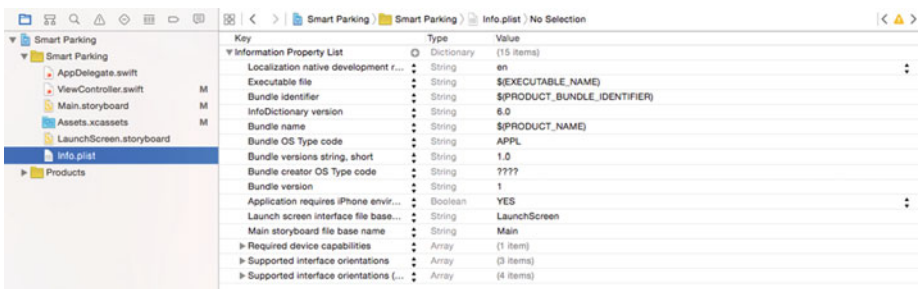 Smart Parking > Smart Parking > Info.plist > No Selection
Smart Parking
Smart Parking
AppDelegate.swift
ViewController.swift M
Main.storyboard M
Assets.xcassets M
LaunchScreen.storyboard
Info.plist
Products
Key Type Value
Information Property List Dictionary (15 items)
Localization native development r... String en
Executable file String $(EXECUTABLE_NAME)
Bundle identifier String $(PRODUCT_BUNDLE_IDENTIFIER)
InfoDictionary version String 6.0
Bundle name String $(PRODUCT_NAME)
Bundle OS Type code String APPL
Bundle versions string, short String 1.0
Bundle creator OS Type code String ????
Bundle version String 1
Application requires iPhone envir... Boolean YES
Launch screen interface file base... String LaunchScreen
Main storyboard file base name String Main
Required device capabilities Array (1 item)
Supported interface orientations Array (3 items)
Supported interface orientations (... Array (4 items)